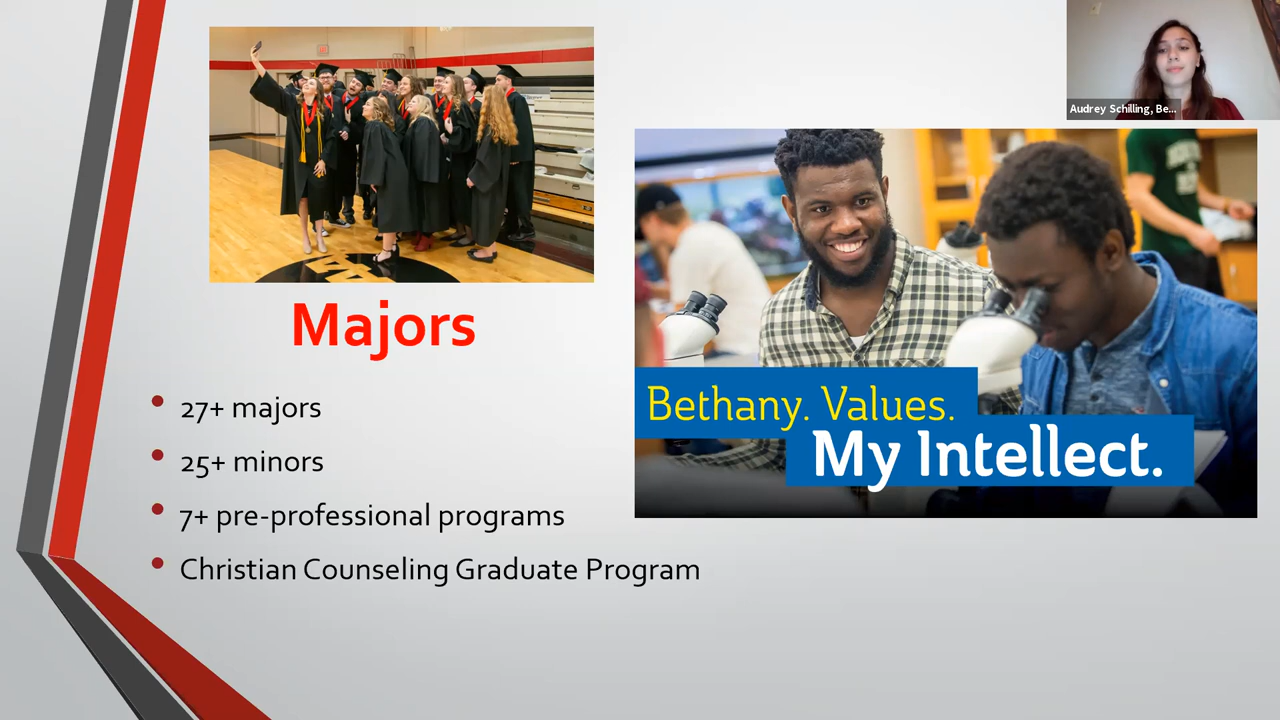 Audrey Schilling, Be...
Majors
27+ majors
25+ minors
7+ pre-professional programs
Christian Counseling Graduate Program
Bethany. Values.
My Intellect.